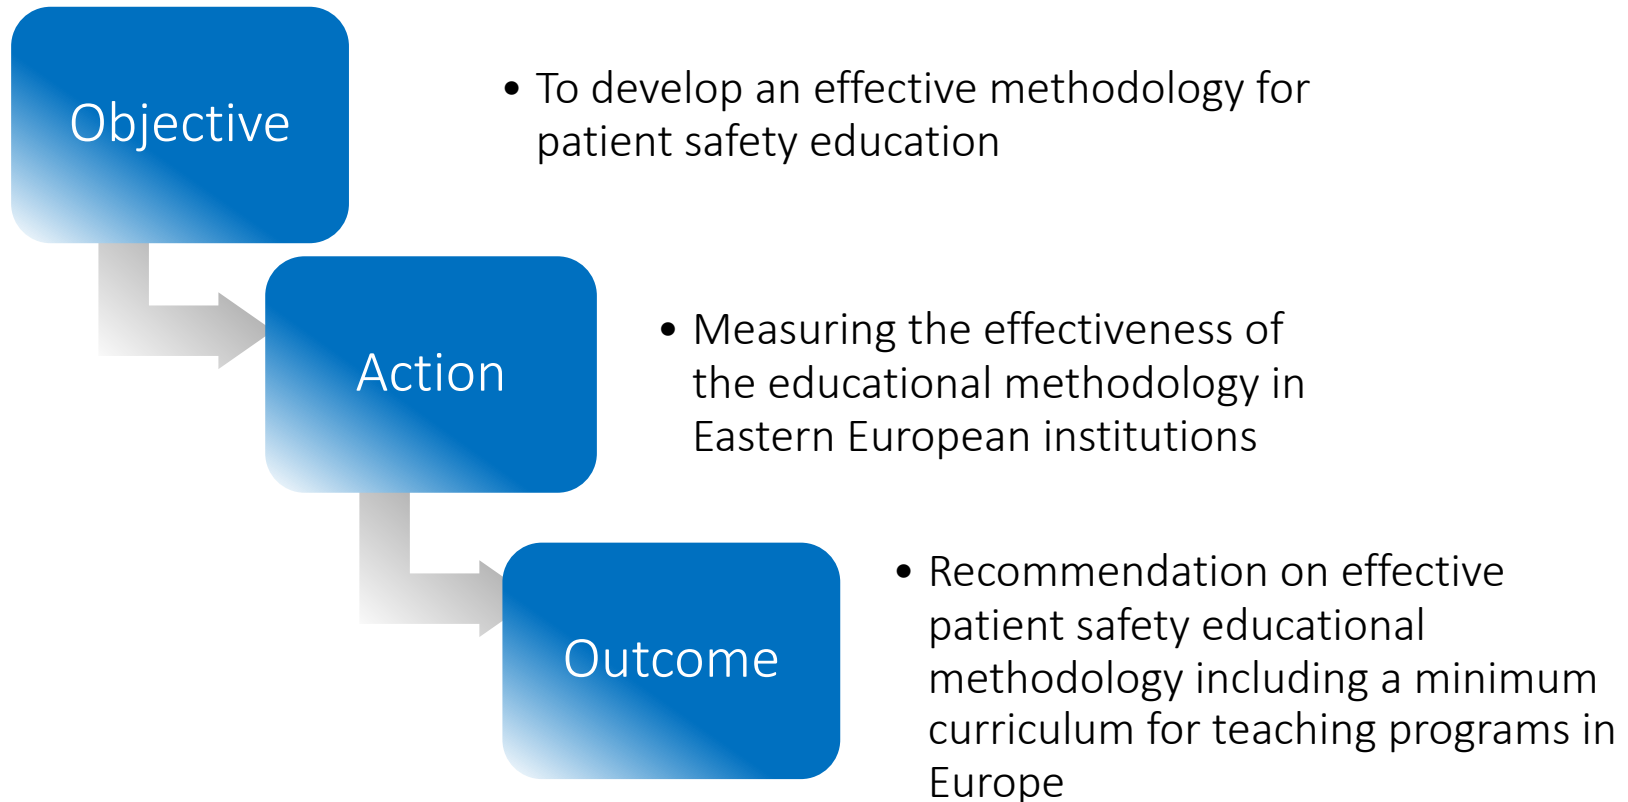 Objective
• To develop an effective methodology for
patient safety education
Action
• Measuring the effectiveness of
the educational methodology in
Eastern European institutions
Outcome
• Recommendation on effective
patient safety educational
methodology including a minimum
curriculum for teaching programs in
Europe